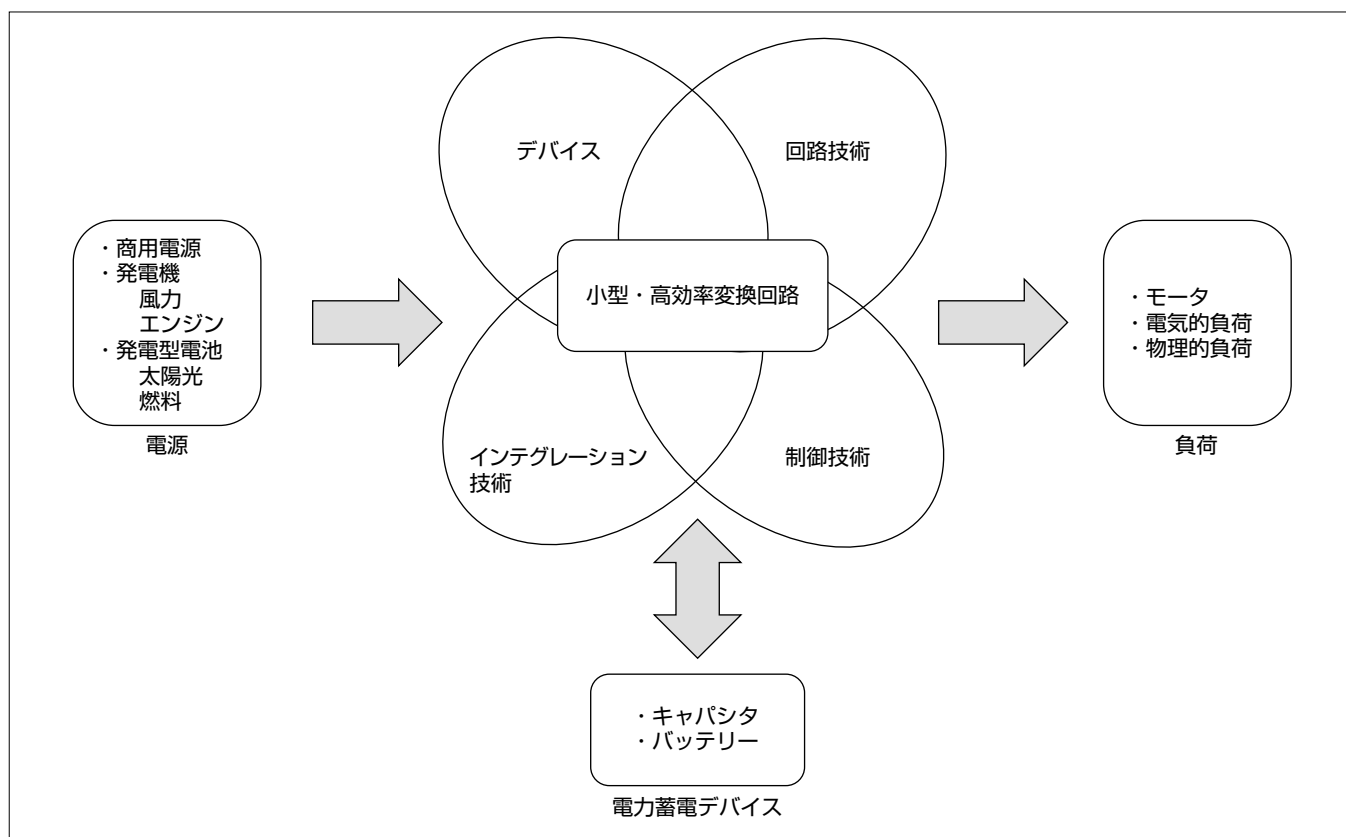 デバイス
回路技術
・商用電源
・発電機
風力
エンジン
・発電型電池
太陽光
燃料
電源
小型・高効率変換回路
・モータ
・電気的負荷
・物理的負荷
負荷
インテグレーション
技術
制御技術
・キャパシタ
・バッテリー
電力蓄電デバイス